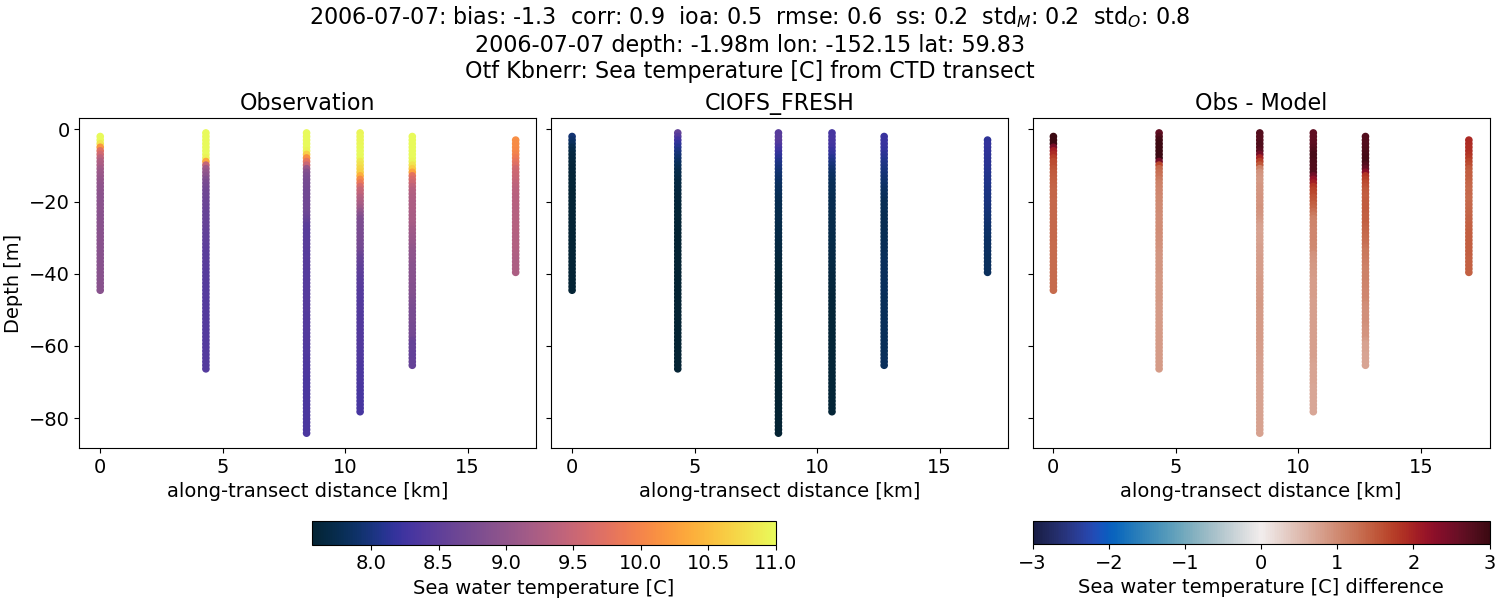 2006-07-07: bias: -1.3 corr: 0.9 ioa: 0.5 rmse: 0.6 ss: 0.2 std_M: 0.2 std_O: 0.8
2006-07-07 depth: -1.98m lon: -152.15 lat: 59.83
Otf Kbnerr: Sea temperature [C] from CTD transect
Observation
CIOFS_FRESH
Obs - Model
Depth [m]
0
−20
−40
−60
−80
0 5 10 15
0 5 10 15
0 5 10 15
along-transect distance [km]
along-transect distance [km]
along-transect distance [km]
8.0 8.5 9.0 9.5 10.0 10.5 11.0
Sea water temperature [C]
−3 −2 −1 0 1 2 3
Sea water temperature [C] difference